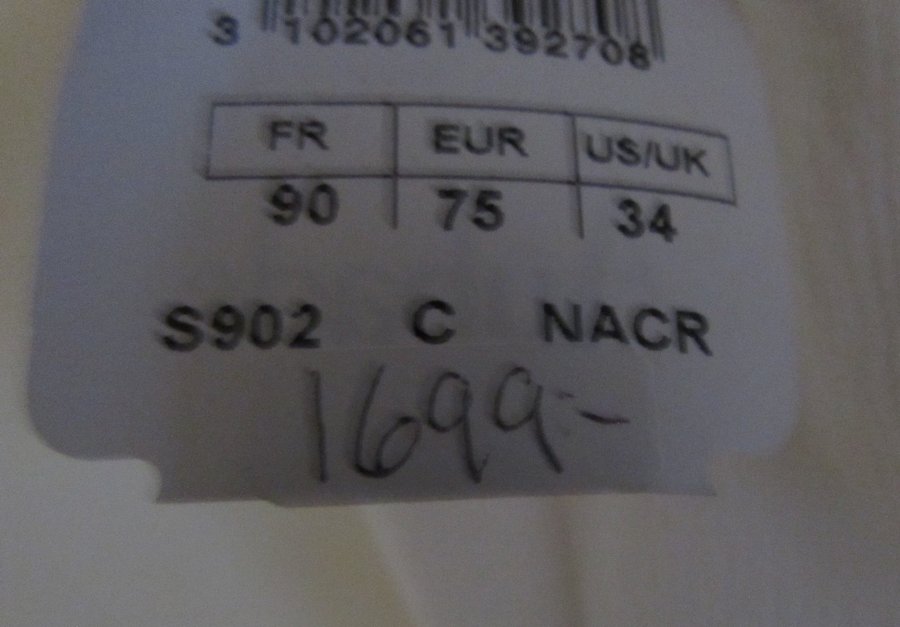 3 102061 392708
FR EUR US/UK
90 75 34
S902 C NACR
1699:-